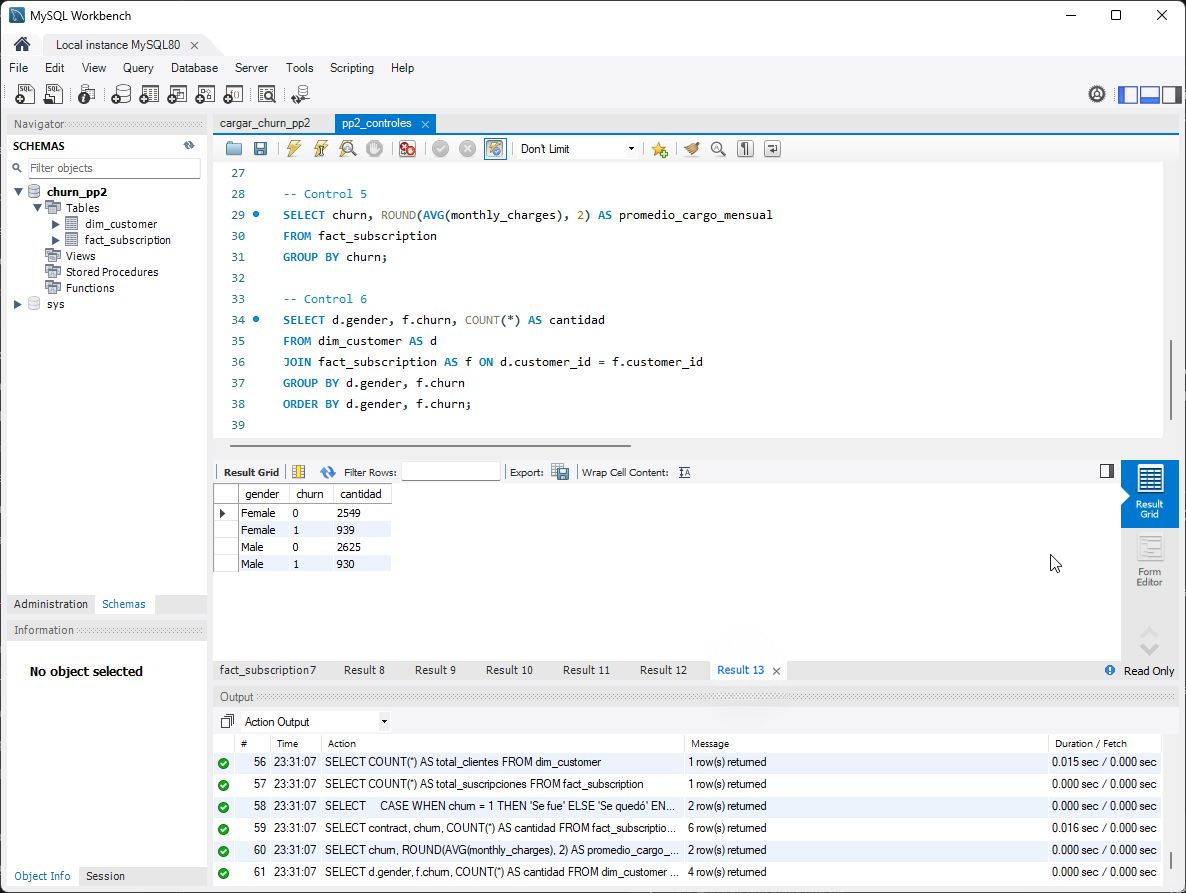 MySQL Workbench
Local instance MySQL80
File Edit View Query Database Server Tools Scripting Help
Navigator
SCHEMAS
Filter objects
churn_pp2
Tables
dim_customer
fact_subscription
Views
Stored Procedures
Functions
sys
Administration Schemas
Information
No object selected
Object Info Session
cargar_churn_pp2 pp2_controles
Don't Limit
27
28 -- Control 5
29 SELECT churn, ROUND(AVG(monthly_charges), 2) AS promedio_cargo_mensual
30 FROM fact_subscription
31 GROUP BY churn;
32
33 -- Control 6
34 SELECT d.gender, f.churn, COUNT(*) AS cantidad
35 FROM dim_customer AS d
36 JOIN fact_subscription AS f ON d.customer_id = f.customer_id
37 GROUP BY d.gender, f.churn
38 ORDER BY d.gender, f.churn;
39
Result Grid Filter Rows: Export: Wrap Cell Content:
gender churn cantidad
Female 0 2549
Female 1 939
Male 0 2625
Male 1 930
Result Grid
Form Editor
fact_subscription7 Result 8 Result 9 Result 10 Result 11 Result 12 Result 13 Read Only
Output
Action Output
# Time Action Message Duration / Fetch
56 23:31:07 SELECT COUNT(*) AS total_clientes FROM dim_customer 1 row(s) returned 0.015 sec / 0.000 sec
57 23:31:07 SELECT COUNT(*) AS total_suscripciones FROM fact_subscription 1 row(s) returned 0.000 sec / 0.000 sec
58 23:31:07 SELECT CASE WHEN churn = 1 THEN 'Se fue' ELSE 'Se quedó' EN... 2 row(s) returned 0.000 sec / 0.000 sec
59 23:31:07 SELECT contract, churn, COUNT(*) AS cantidad FROM fact_subscriptio... 6 row(s) returned 0.016 sec / 0.000 sec
60 23:31:07 SELECT churn, ROUND(AVG(monthly_charges), 2) AS promedio_cargo_... 2 row(s) returned 0.000 sec / 0.000 sec
61 23:31:07 SELECT d.gender, f.churn, COUNT(*) AS cantidad FROM dim_customer ... 4 row(s) returned 0.000 sec / 0.000 sec